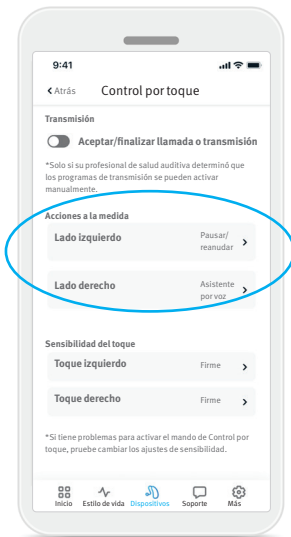 9:41
Atrás Control por toque
Transmisión
Aceptar/finalizar llamada o transmisión
*Solo si su profesional de salud auditiva determinó que
los programas de transmisión se pueden activar
manualmente.
Acciones a la medida
Lado izquierdo Pausar/
reanudar
Lado derecho Asistente
por voz
Sensibilidad del toque
Toque izquierdo Firme
Toque derecho Firme
*Si tiene problemas para activar el mando de Control por
toque, pruebe cambiar los ajustes de sensibilidad.
Inicio Estilo de vida Dispositivos Soporte Más